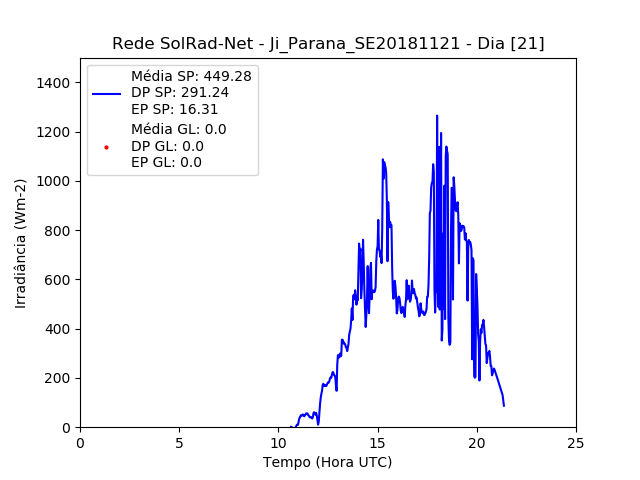 Rede SolRad-Net - Ji_Parana_SE20181121 - Dia [21]
Média SP: 449.28
DP SP: 291.24
EP SP: 16.31
Média GL: 0.0
DP GL: 0.0
EP GL: 0.0
Irradiância (Wm-2)
1400
1200
1000
800
600
400
200
0
0 5 10 15 20 25
Tempo (Hora UTC)